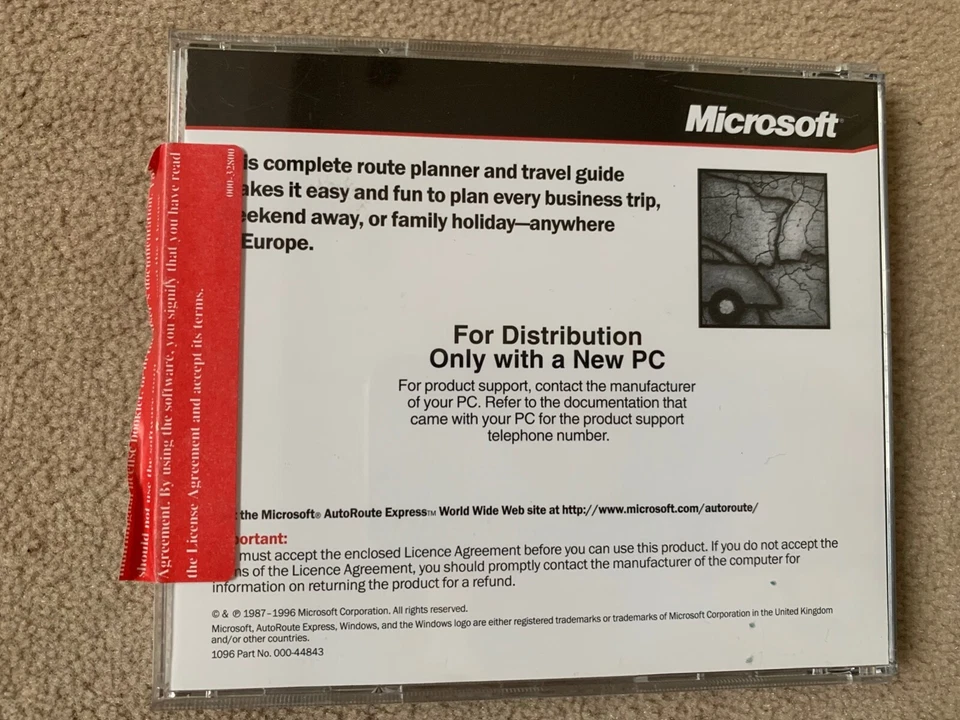 Microsoft®
is complete route planner and travel guide
akes it easy and fun to plan every business trip,
eekend away, or family holiday—anywhere
Europe.
For Distribution
Only with a New PC
For product support, contact the manufacturer
of your PC. Refer to the documentation that
came with your PC for the product support
telephone number.
the Microsoft® AutoRoute Express™ World Wide Web site at http://www.microsoft.com/autoroute/
portant:
must accept the enclosed Licence Agreement before you can use this product. If you do not accept the
ns of the Licence Agreement, you should promptly contact the manufacturer of the computer for
information on returning the product for a refund.
© & ℗ 1987–1996 Microsoft Corporation. All rights reserved.
Microsoft, AutoRoute Express, Windows, and the Windows logo are either registered trademarks or trademarks of Microsoft Corporation in the United Kingdom
and/or other countries.
1096 Part No. 000-44843
should not use the software
Agreement. By using the software, you signify that you have read
the License Agreement and accept its terms.
000-32800